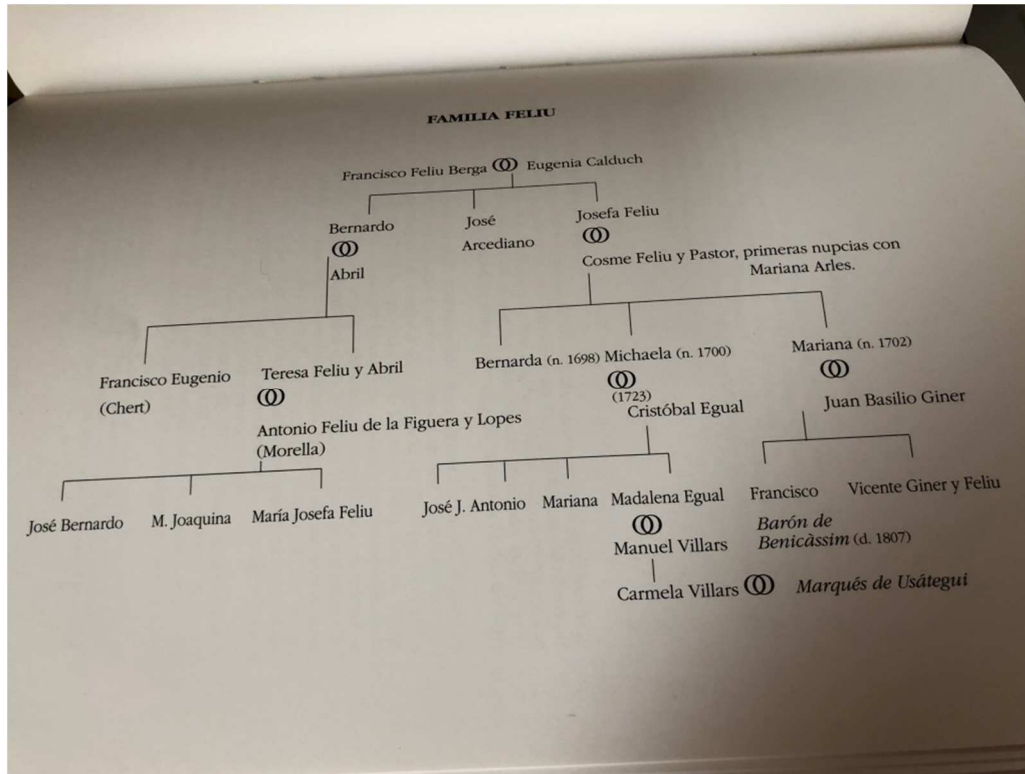 FAMILIA FELIU
Francisco Feliu Berga Eugenia Calduch
Bernardo José Josefa Feliu
Arcediano
Abril
Cosme Feliu y Pastor, primeras nupcias con
Mariana Arles.
Francisco Eugenio
(Chert)
Teresa Feliu y Abril
Antonio Feliu de la Figuera y Lopes
(Morella)
Bernarda (n. 1698) Michaela (n. 1700) Mariana (n. 1702)
(1723)
Cristóbal Egual
Juan Basilio Giner
José Bernardo M. Joaquina María Josefa Feliu
José J. Antonio Mariana Madalena Egual
Francisco Vicente Giner y Feliu
Manuel Villars
Barón de
Benicàssim (d. 1807)
Carmela Villars Marqués de Usátegui